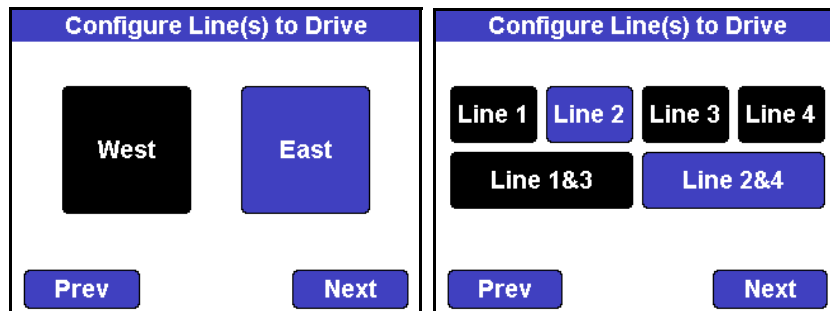 Configure Line(s) to Drive
West East
Prev Next
Configure Line(s) to Drive
Line 1 Line 2 Line 3 Line 4
Line 1&3 Line 2&4
Prev Next